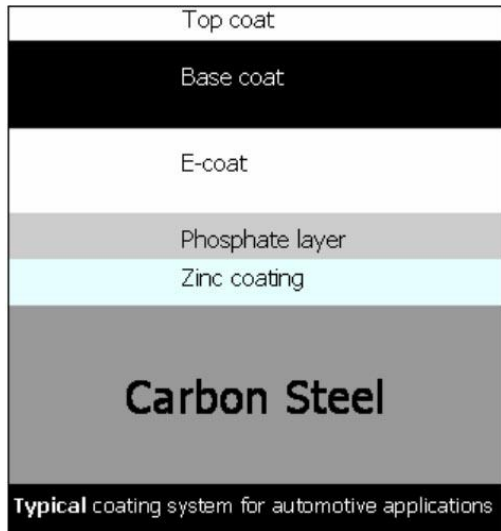 Top coat
Base coat
E-coat
Phosphate layer
Zinc coating
Carbon Steel
Typical coating system for automotive applications